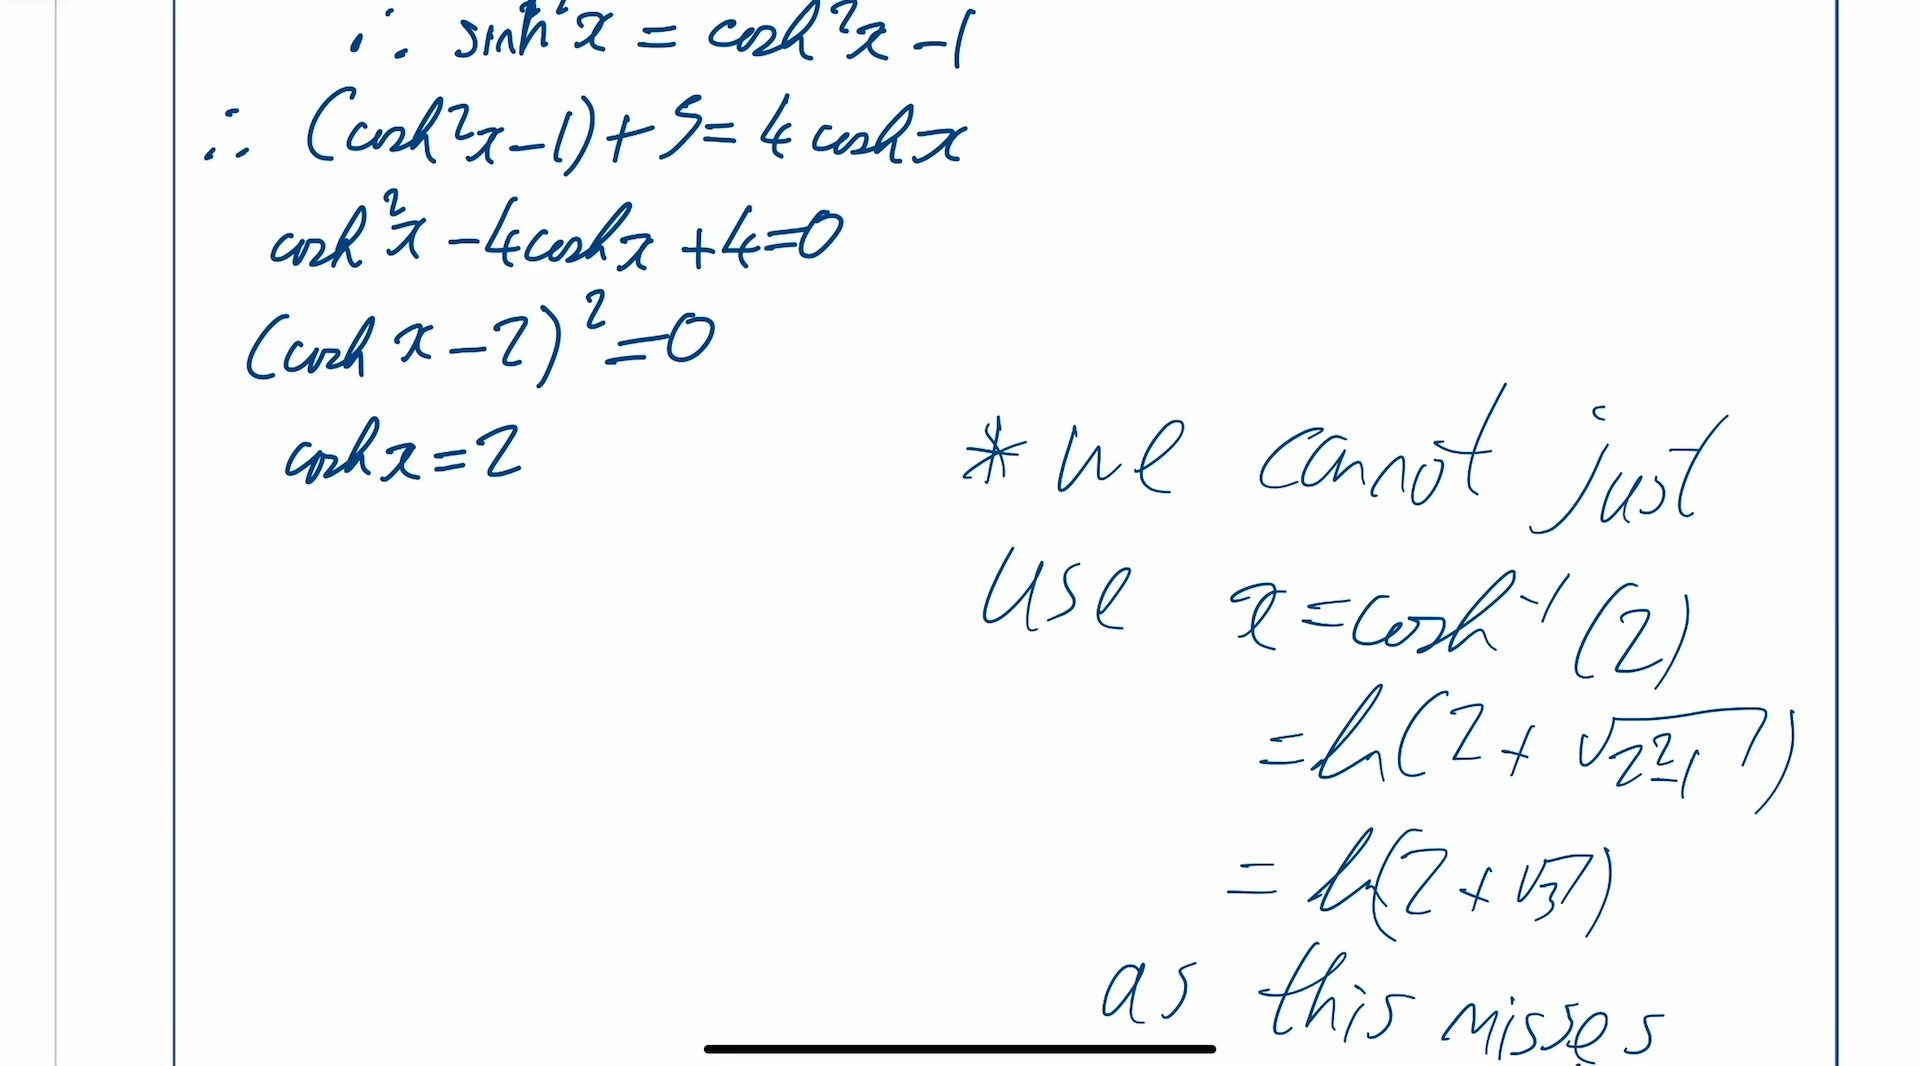 ∴ sinh²x = cosh²x - 1
∴ (cosh²x - 1) + 5 = 4 cosh x
cosh²x - 4cosh x + 4 = 0
(cosh x - 2)² = 0
cosh x = 2
* we cannot just
use x = cosh⁻¹(2)
= ln(2 + √(2²-1))
= ln(2 + √3)
as this misses